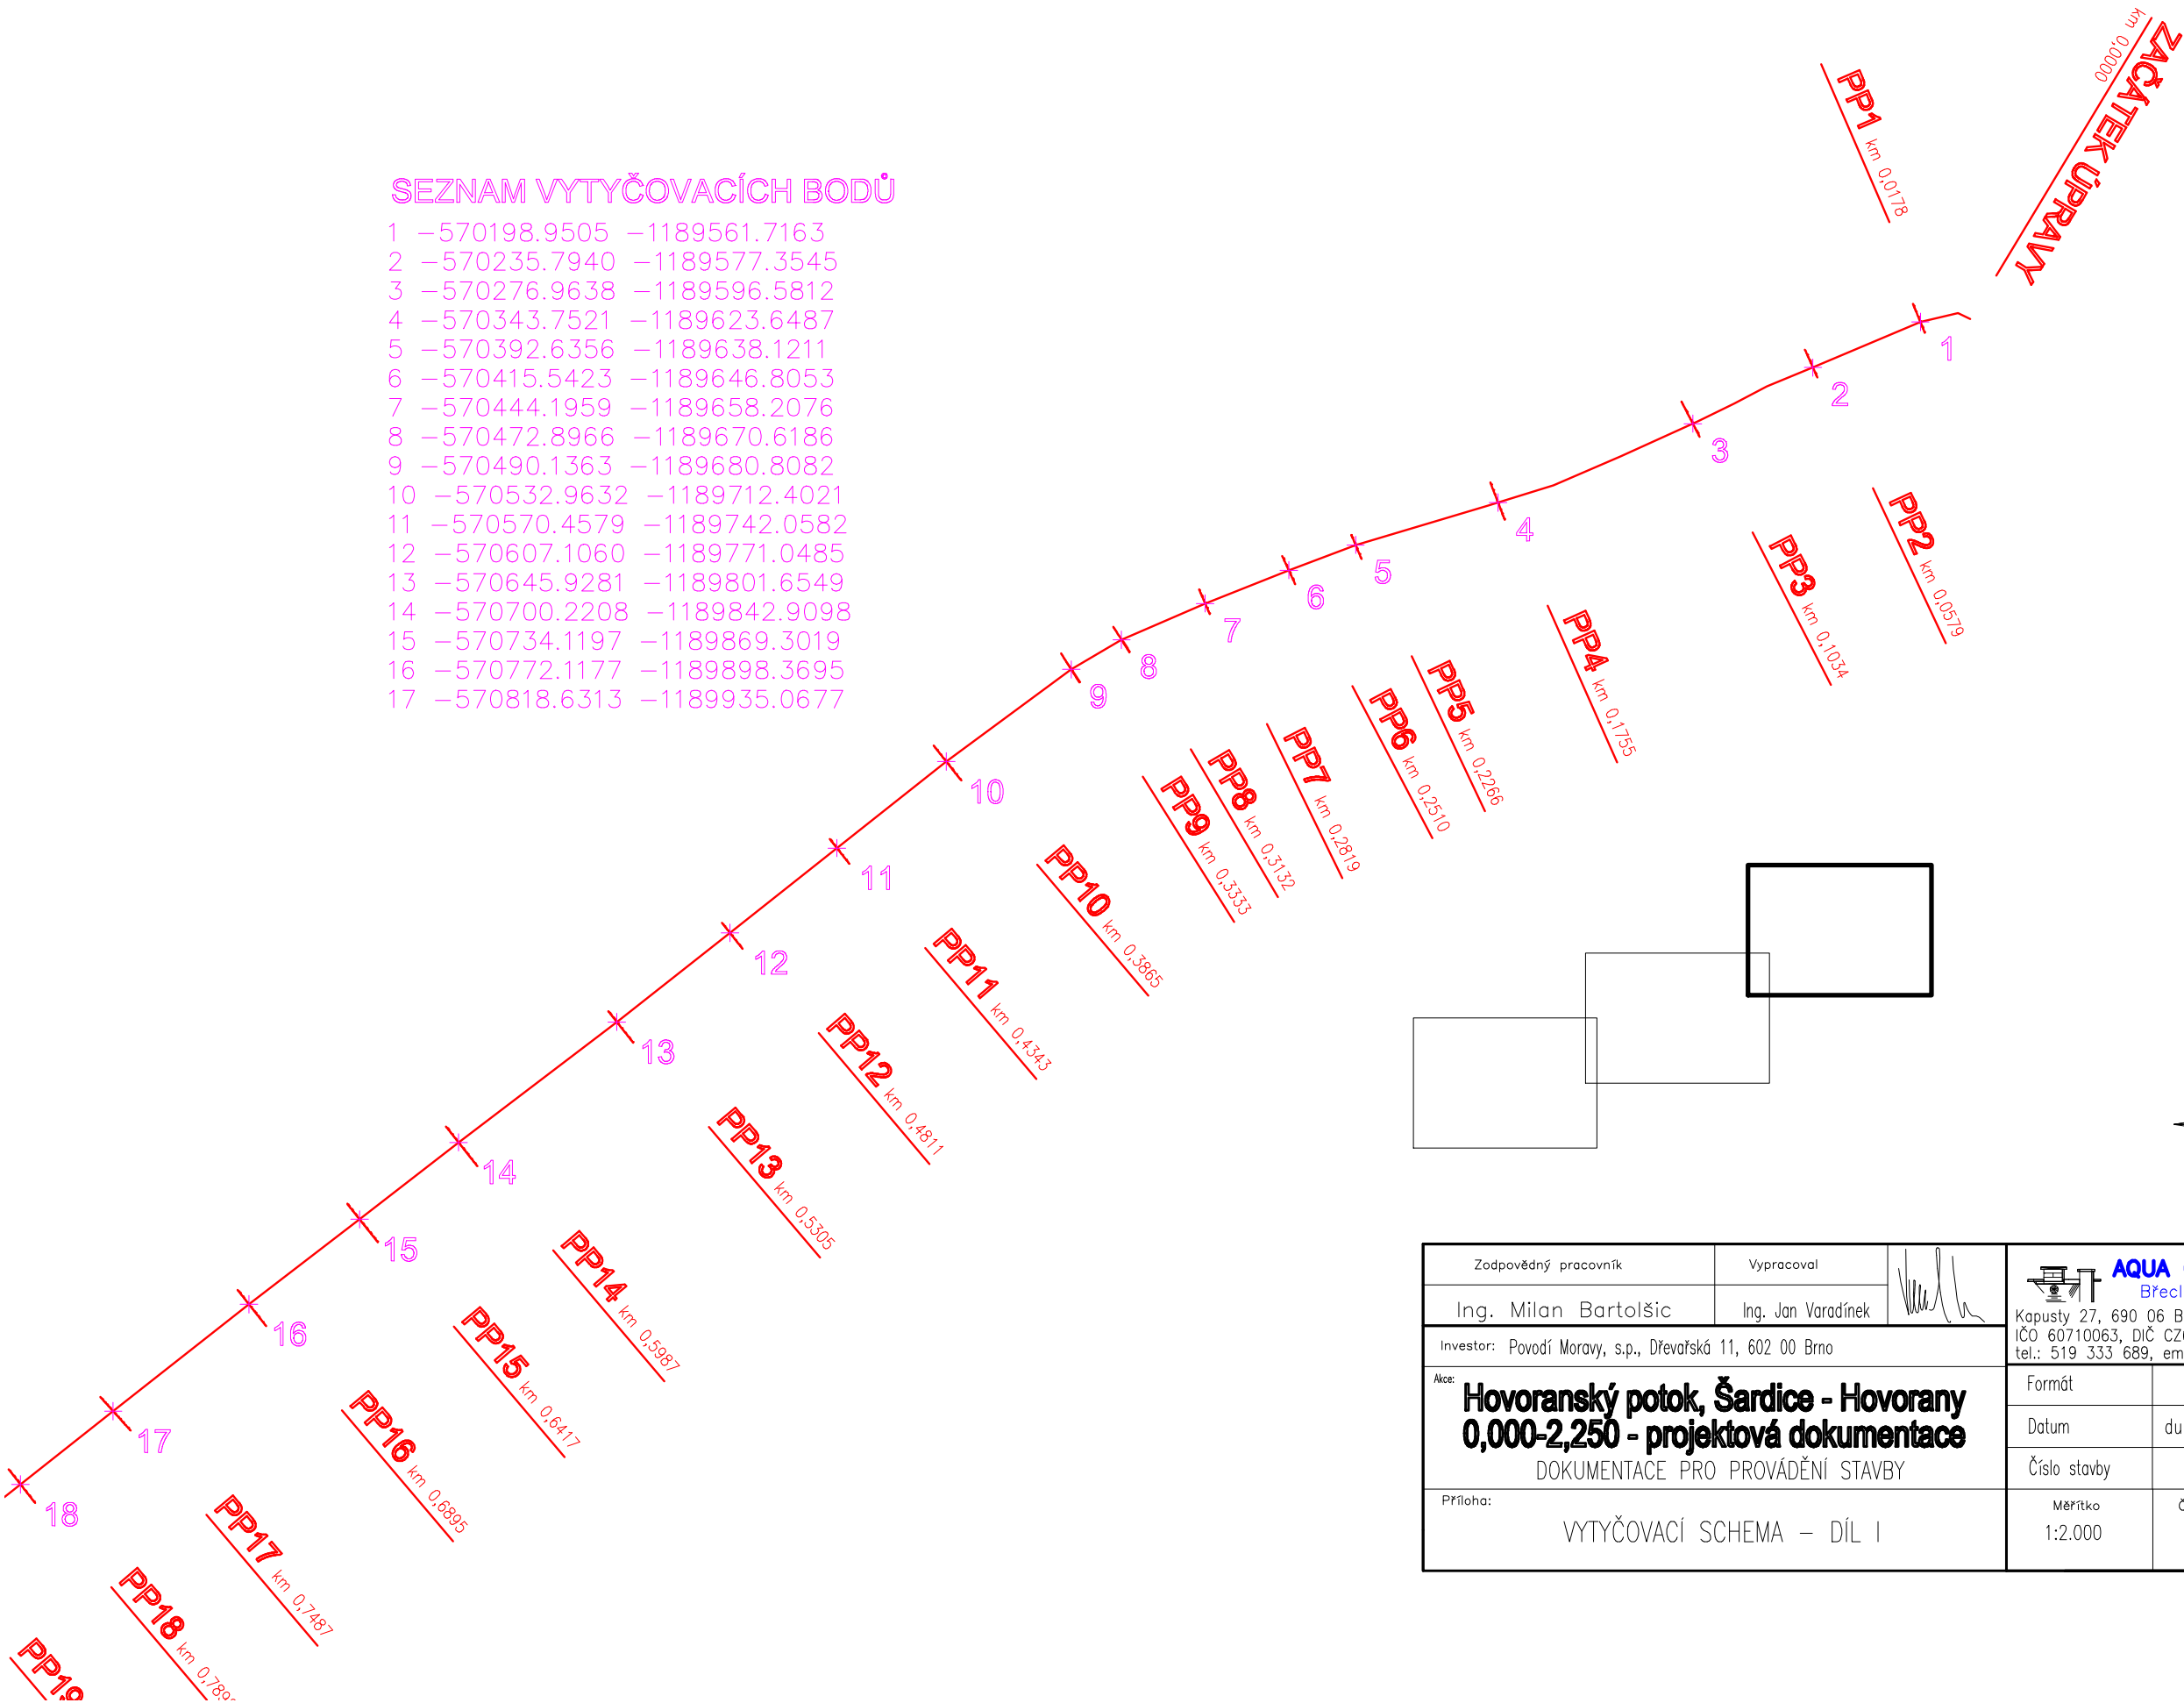 ZAČÁTEK ÚPRAVY
km 0,0000
PP1 km 0,0178
SEZNAM VYTYČOVACÍCH BODŮ
1 -570198.9505 -1189561.7163
2 -570235.7940 -1189577.3545
3 -570276.9638 -1189596.5812
4 -570343.7521 -1189623.6487
5 -570392.6356 -1189638.1211
6 -570415.5423 -1189646.8053
7 -570444.1959 -1189658.2076
8 -570472.8966 -1189670.6186
9 -570490.1363 -1189680.8082
10 -570532.9632 -1189712.4021
11 -570570.4579 -1189742.0582
12 -570607.1060 -1189771.0485
13 -570645.9281 -1189801.6549
14 -570700.2208 -1189842.9098
15 -570734.1197 -1189869.3019
16 -570772.1177 -1189898.3695
17 -570818.6313 -1189935.0677
1
2
3
4
5
6
7
8
9
10
11
12
13
14
15
16
17
18
PP2 km 0,0579
PP3 km 0,1034
PP4 km 0,1755
PP5 km 0,2266
PP6 km 0,2510
PP7 km 0,2819
PP8 km 0,3132
PP9 km 0,3333
PP10 km 0,3865
PP11 km 0,4343
PP12 km 0,4811
PP13 km 0,5305
PP14 km 0,5987
PP15 km 0,6417
PP16 km 0,6895
PP17 km 0,7487
PP18 km
PP19
Zodpovědný pracovník Vypracoval
Ing. Milan Bartolšic Ing. Jan Varadínek
Investor: Povodí Moravy, s.p., Dřevařská 11, 602 00 Brno
Akce:
Hovoranský potok, Šardice - Hovorany
0,000-2,250 - projektová dokumentace
DOKUMENTACE PRO PROVÁDĚNÍ STAVBY
Příloha:
VYTYČOVACÍ SCHEMA – DÍL I
AQUA
Břecl
Kapusty 27, 690 06 B
IČO 60710063, DIČ CZ
tel.: 519 333 689, em
Formát
Datum du
Číslo stavby
Měřítko
1:2.000